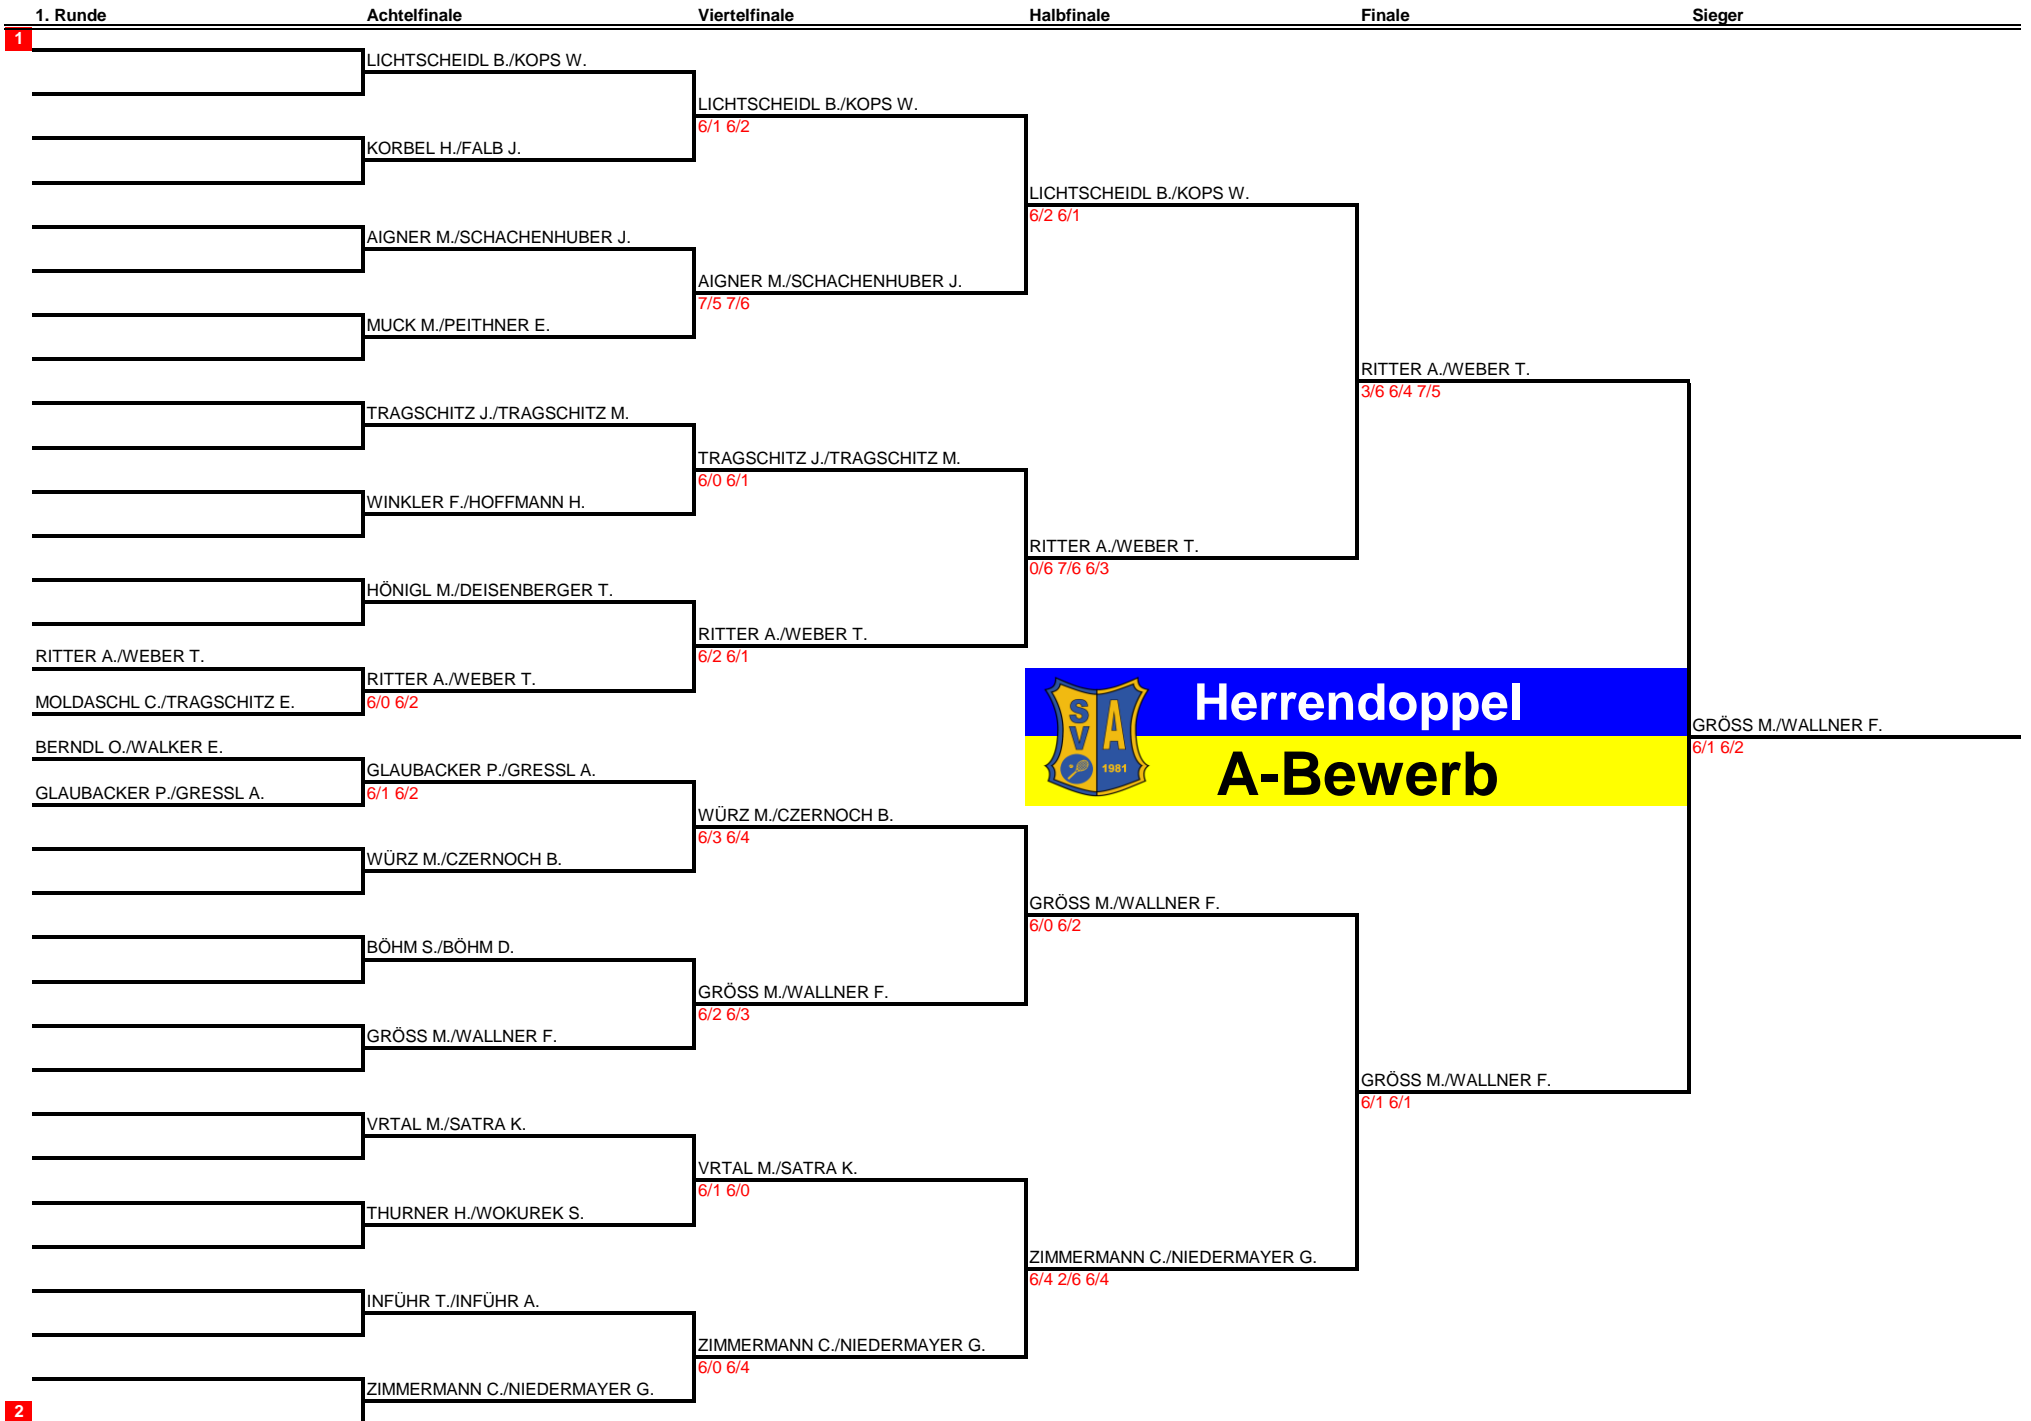 1. Runde Achtelfinale Viertelfinale Halbfinale Finale Sieger
1
LICHTSCHEIDL B./KOPS W.
LICHTSCHEIDL B./KOPS W.
6/1 6/2
KORBEL H./FALB J.
LICHTSCHEIDL B./KOPS W.
6/2 6/1
AIGNER M./SCHACHENHUBER J.
AIGNER M./SCHACHENHUBER J.
7/5 7/6
MUCK M./PEITHNER E.
RITTER A./WEBER T.
3/6 6/4 7/5
TRAGSCHITZ J./TRAGSCHITZ M.
TRAGSCHITZ J./TRAGSCHITZ M.
6/0 6/1
WINKLER F./HOFFMANN H.
RITTER A./WEBER T.
0/6 7/6 6/3
HÖNIGL M./DEISENBERGER T.
RITTER A./WEBER T.
6/2 6/1
RITTER A./WEBER T.
RITTER A./WEBER T.
6/0 6/2
MOLDASCHL C./TRAGSCHITZ E.
Herrendoppel
A-Bewerb
SVA
1981
GRÖSS M./WALLNER F.
6/1 6/2
BERNDL O./WALKER E.
GLAUBACKER P./GRESSL A.
6/1 6/2
GLAUBACKER P./GRESSL A.
WÜRZ M./CZERNOCH B.
6/3 6/4
WÜRZ M./CZERNOCH B.
GRÖSS M./WALLNER F.
6/0 6/2
BÖHM S./BÖHM D.
GRÖSS M./WALLNER F.
6/2 6/3
GRÖSS M./WALLNER F.
GRÖSS M./WALLNER F.
6/1 6/1
VRTAL M./SATRA K.
VRTAL M./SATRA K.
6/1 6/0
THURNER H./WOKUREK S.
ZIMMERMANN C./NIEDERMAYER G.
6/4 2/6 6/4
INFÜHR T./INFÜHR A.
ZIMMERMANN C./NIEDERMAYER G.
6/0 6/4
ZIMMERMANN C./NIEDERMAYER G.
2